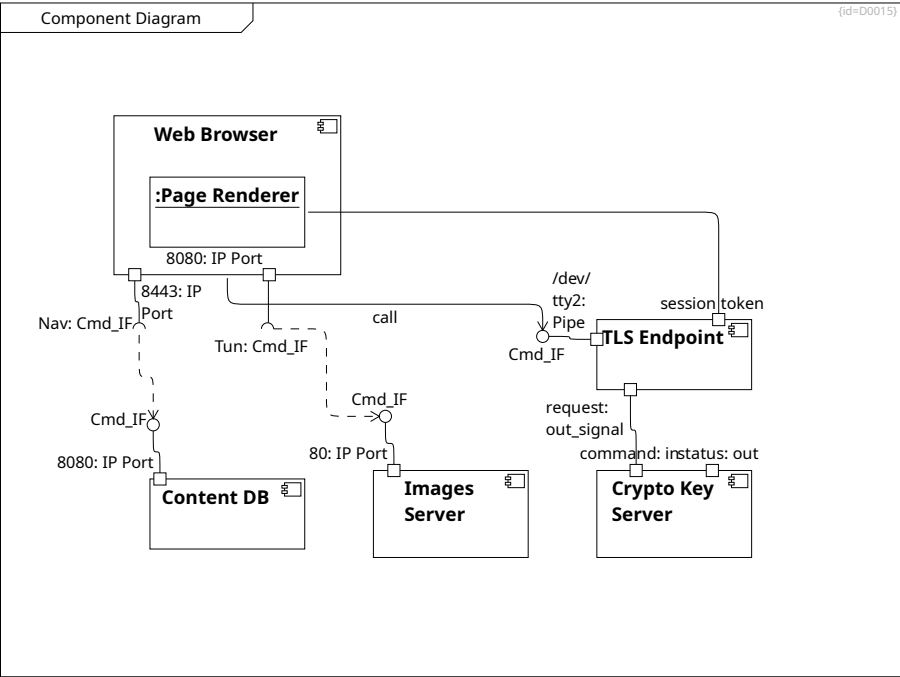 Component Diagram
{id=D0015}
Web Browser
:Page Renderer
8080: IP Port
8443: IP
Port
Nav: Cmd_IF
Tun: Cmd_IF
call
/dev/
tty2:
Pipe
Cmd_IF
session token
TLS Endpoint
Cmd_IF
8080: IP Port
Content DB
Cmd_IF
80: IP Port
Images
Server
request:
out_signal
command: in
status: out
Crypto Key
Server